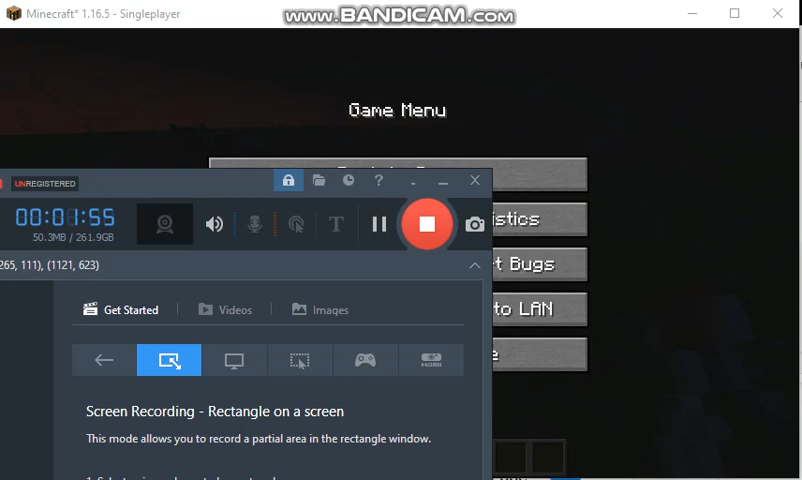 Minecraft* 1.16.5 - Singleplayer
www.BANDICAM.com
Game Menu
UNREGISTERED
?
00:01:55
50.3MB / 261.9GB
T
istics
t Bugs
to LAN
265, 111), (1121, 623)
Get Started
Videos
Images
HDMI
Screen Recording - Rectangle on a screen
This mode allows you to record a partial area in the rectangle window.